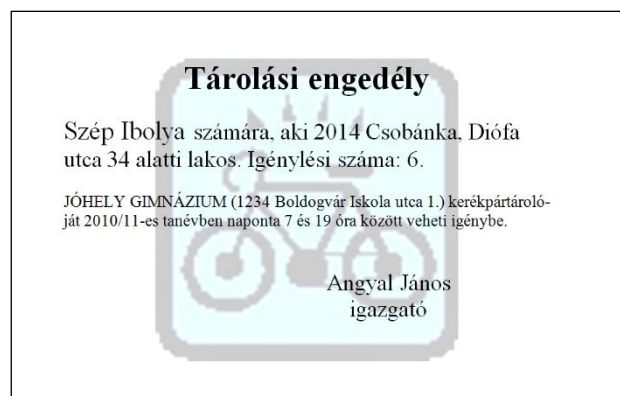 Tárolási engedély
Szép Ibolya számára, aki 2014 Csobánka, Diófa
utca 34 alatti lakos. Igénylési száma: 6.
JÓHELY GIMNÁZIUM (1234 Boldogvár Iskola utca 1.) kerékpártároló-
ját 2010/11-es tanévben naponta 7 és 19 óra között veheti igénybe.
Angyal János
igazgató